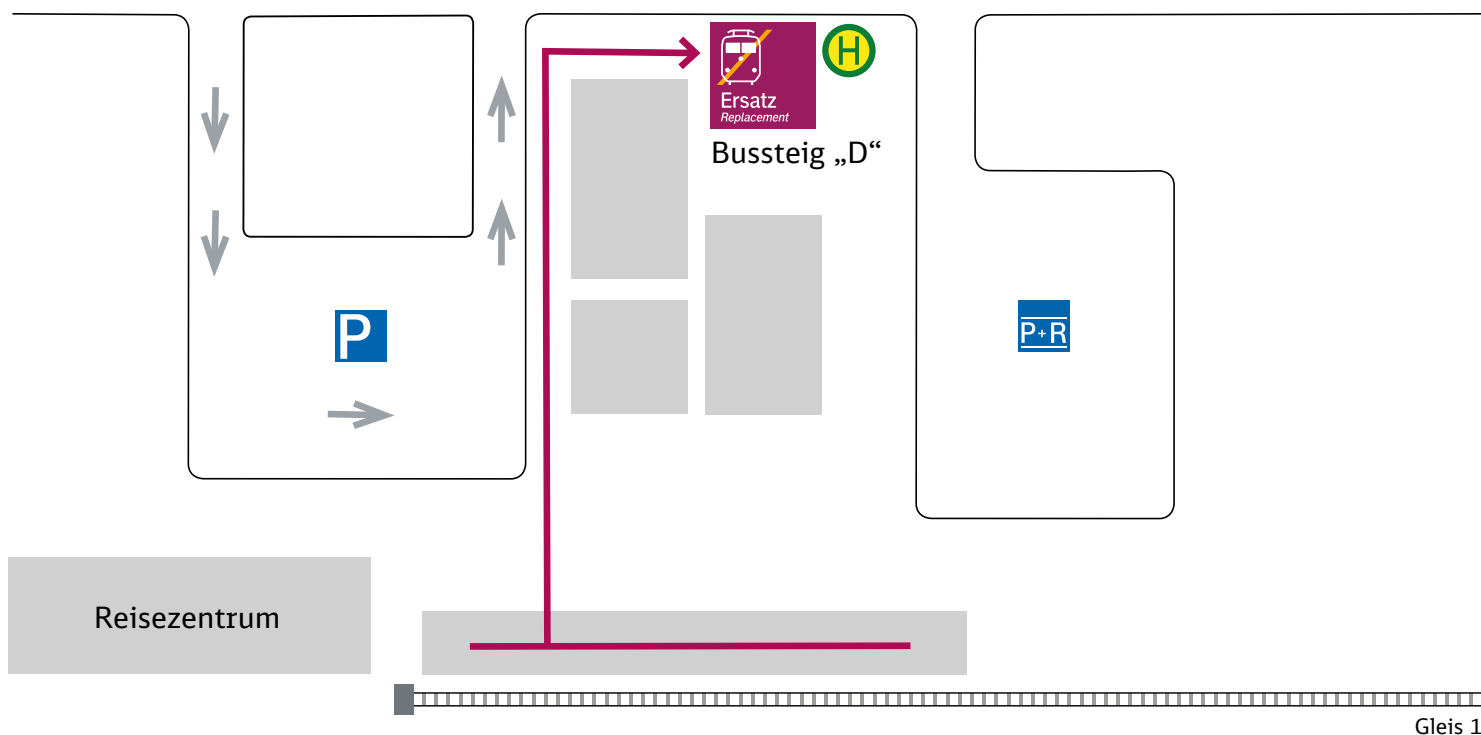 H
Ersatz
Replacement
Bussteig „D“
P
P+R
Reisezentrum
Gleis 1